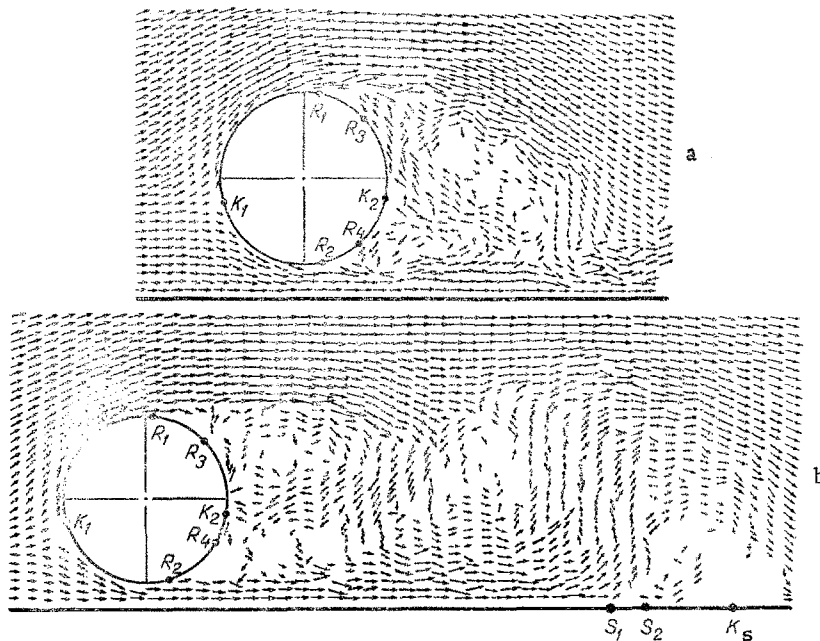 R₁
R₃
a
K₁
K₂
R₄
R₂
R₁
R₃
b
K₁
K₂
R₄
R₂
S₁ S₂ Kₛ